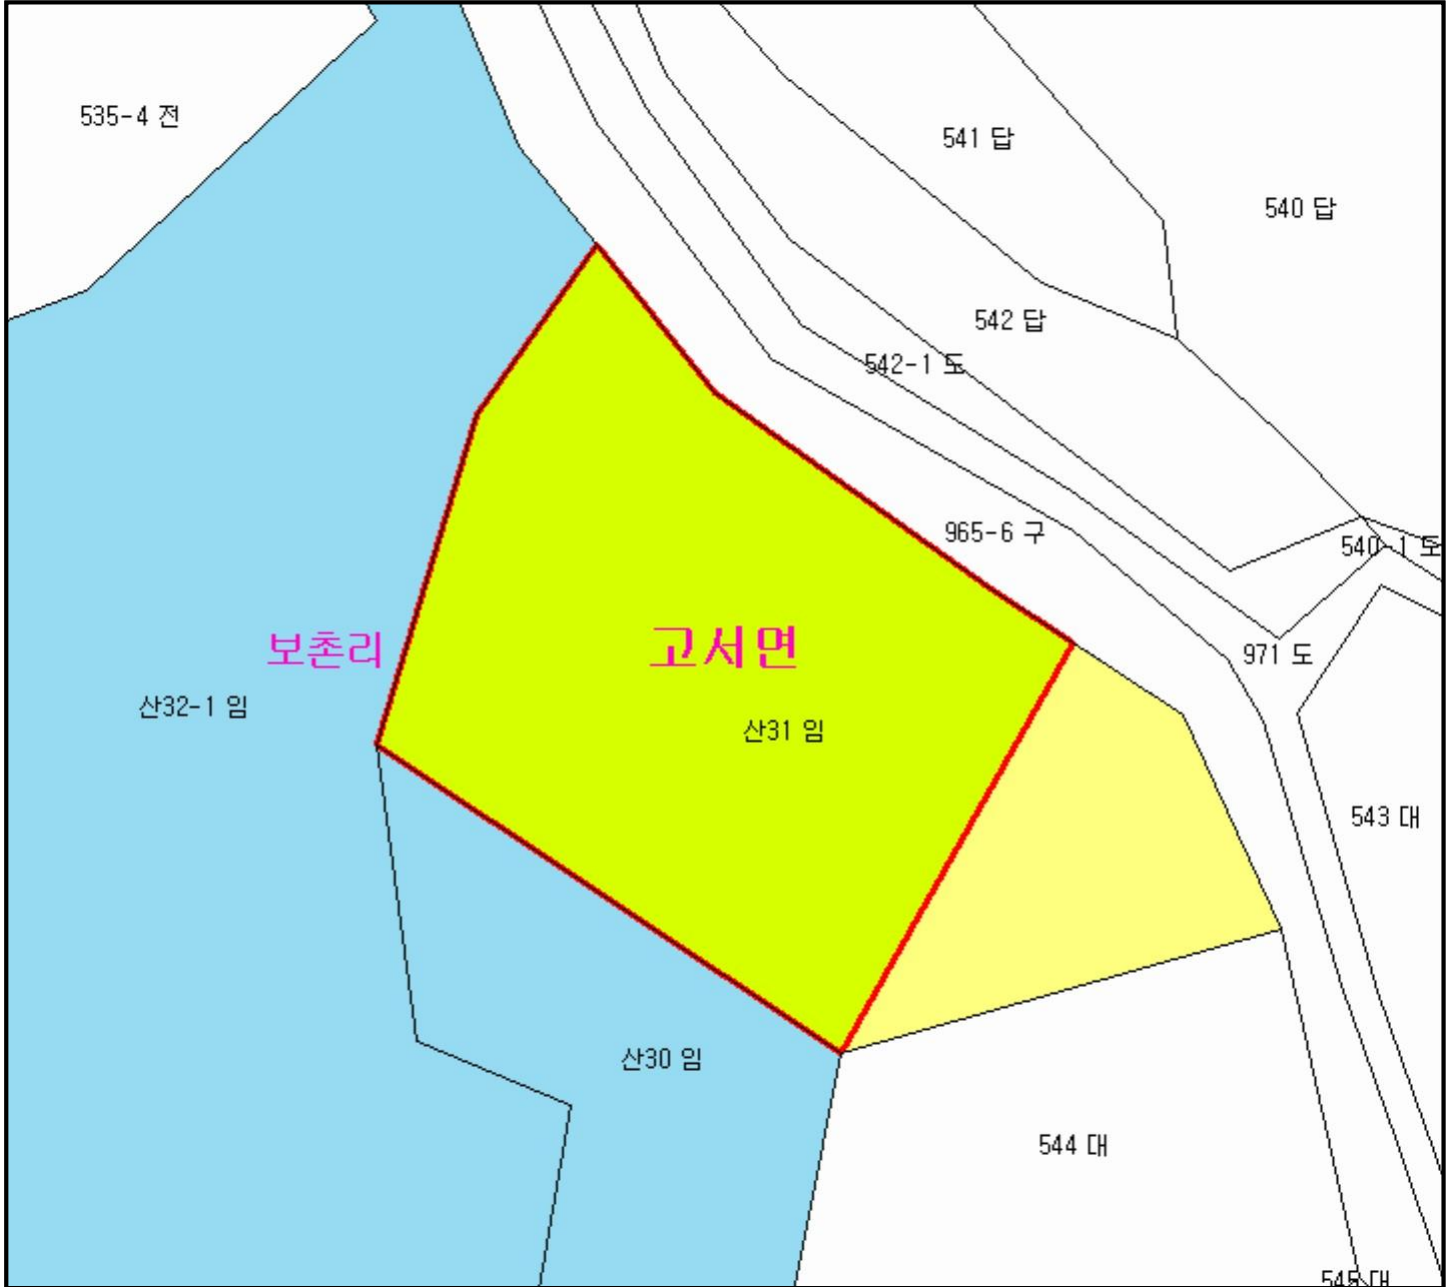 535-4 전
541 답
540 답
542 답
542-1 도
965-6 구
540-1 도
보촌리
고서면
971 도
산32-1 임
산31 임
543 대
산30 임
544 대